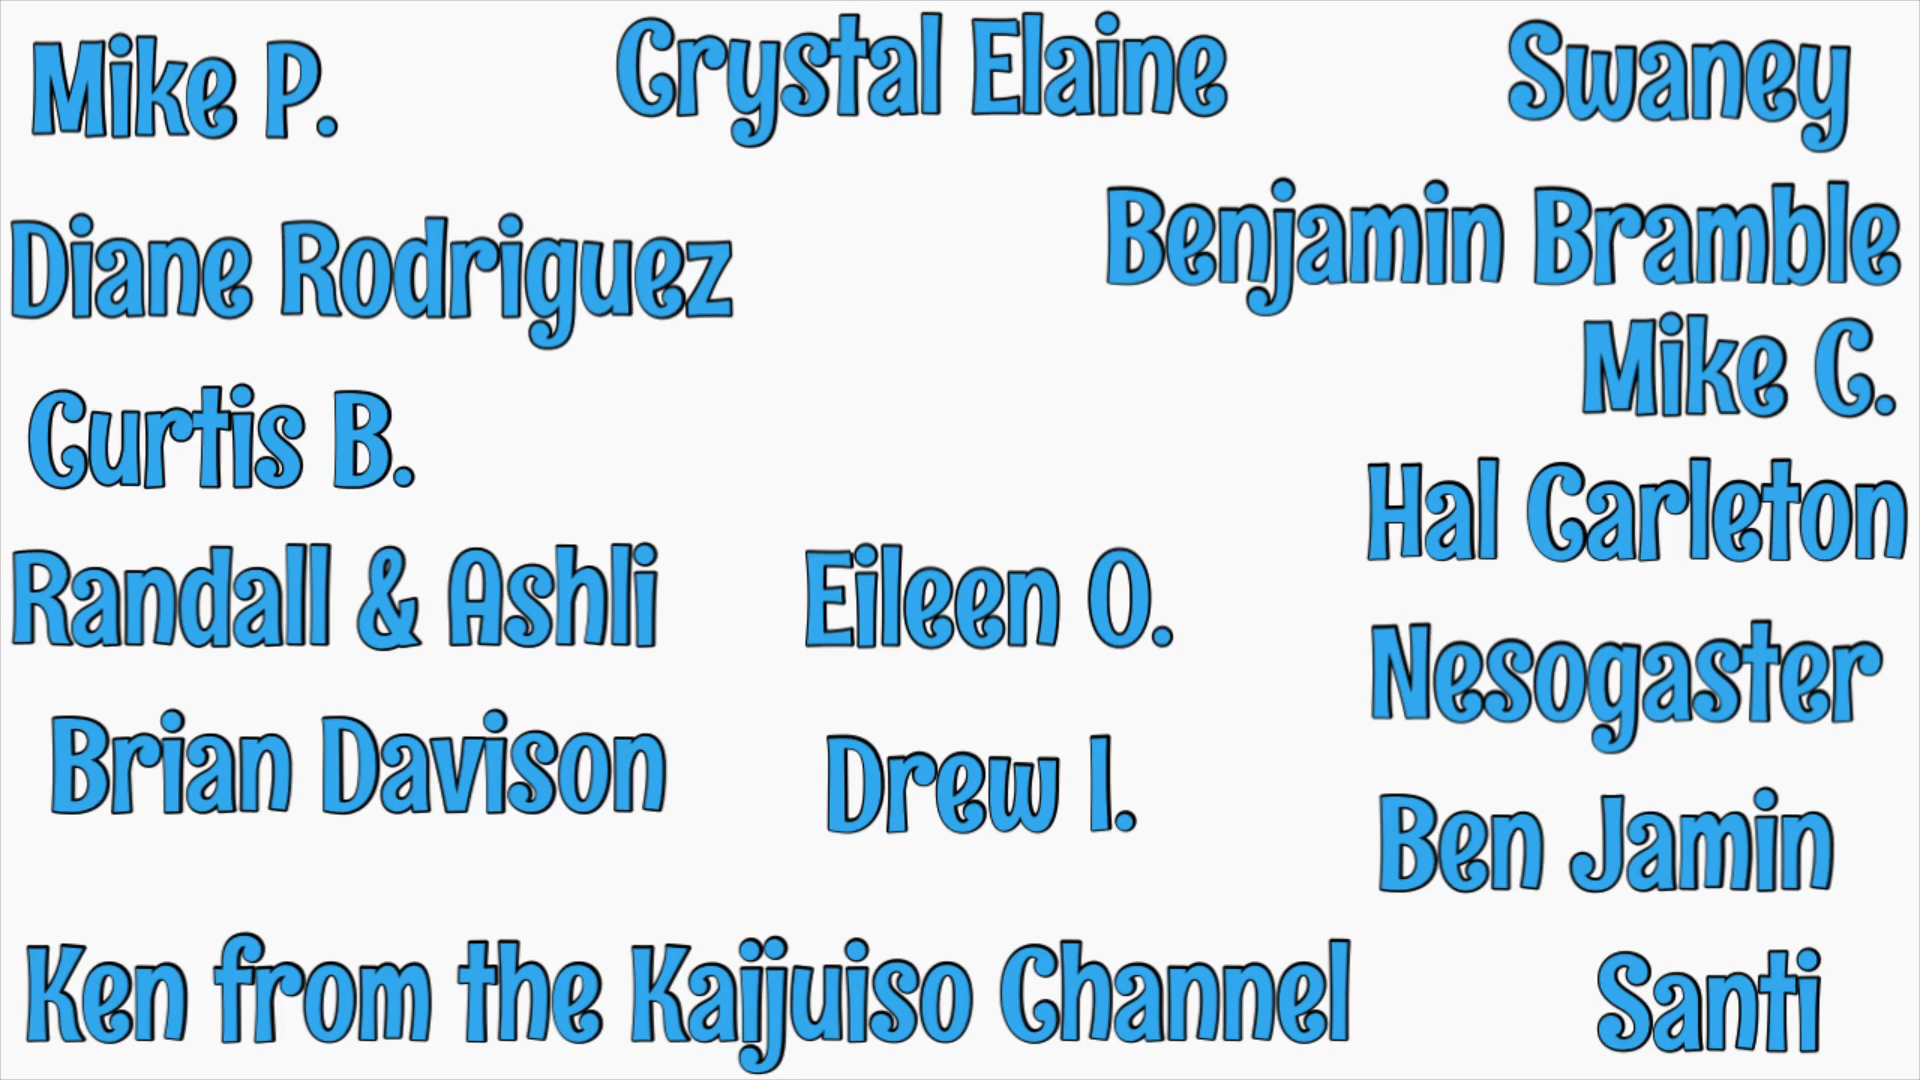 Mike P.
Crystal Elaine
Swaney
Diane Rodriguez
Benjamin Bramble
Mike C.
Curtis B.
Hal Carleton
Randall & Ashli
Eileen O.
Nesogaster
Brian Davison
Drew I.
Ben Jamin
Ken from the Kaijuiso Channel
Santi